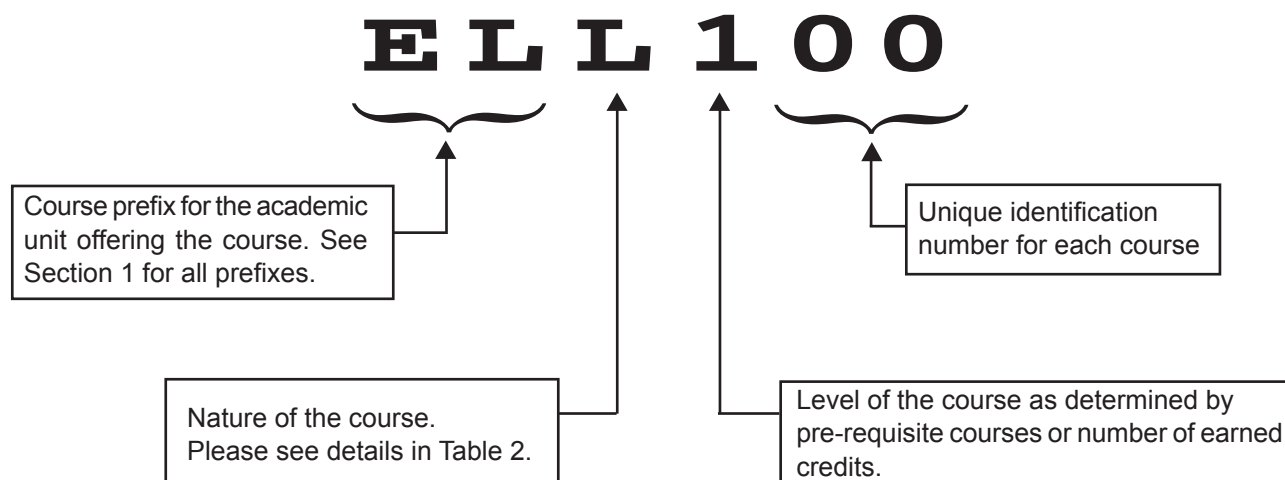 ELL100
Course prefix for the academic
unit offering the course. See
Section 1 for all prefixes.
Unique identification
number for each course
Nature of the course.
Please see details in Table 2.
Level of the course as determined by
pre-requisite courses or number of earned
credits.